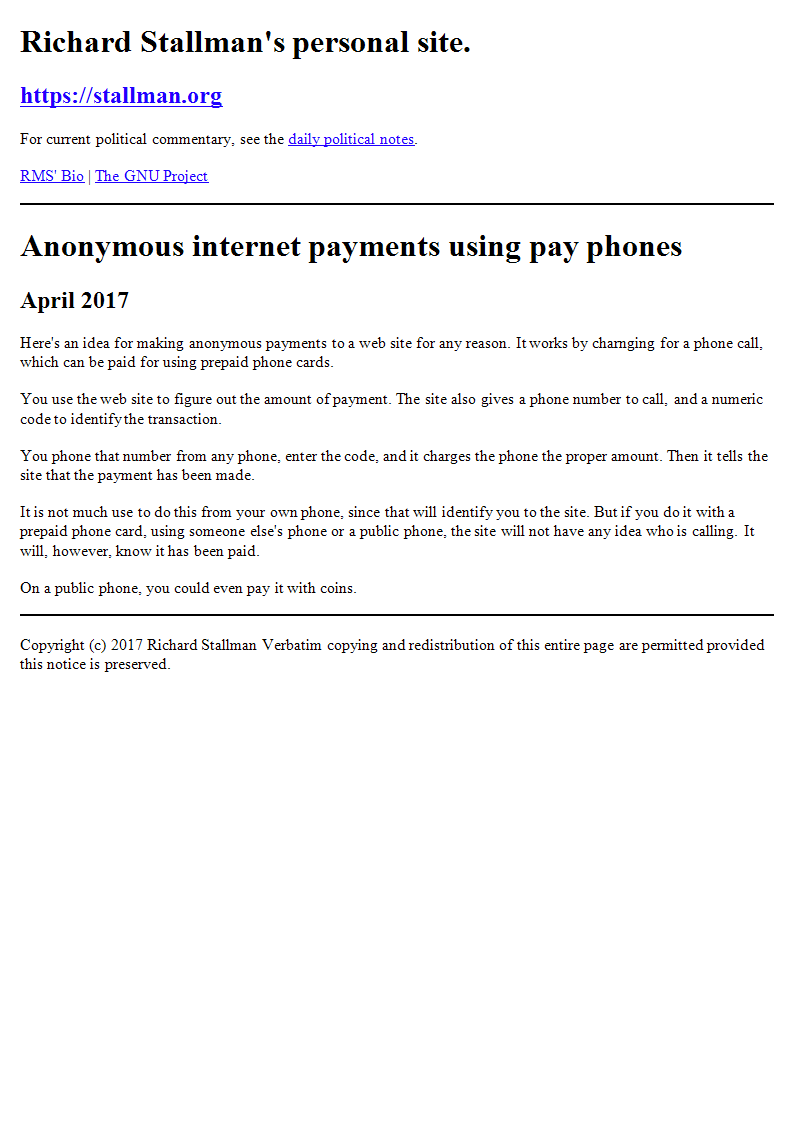 Richard Stallman's personal site.
https://stallman.org
For current political commentary, see the daily political notes.
RMS' Bio | The GNU Project
Anonymous internet payments using pay phones
April 2017
Here's an idea for making anonymous payments to a web site for any reason. It works by charnging for a phone call,
which can be paid for using prepaid phone cards.
You use the web site to figure out the amount of payment. The site also gives a phone number to call, and a numeric
code to identify the transaction.
You phone that number from any phone, enter the code, and it charges the phone the proper amount. Then it tells the
site that the payment has been made.
It is not much use to do this from your own phone, since that will identify you to the site. But if you do it with a
prepaid phone card, using someone else's phone or a public phone, the site will not have any idea who is calling. It
will, however, know it has been paid.
On a public phone, you could even pay it with coins.
Copyright (c) 2017 Richard Stallman Verbatim copying and redistribution of this entire page are permitted provided
this notice is preserved.